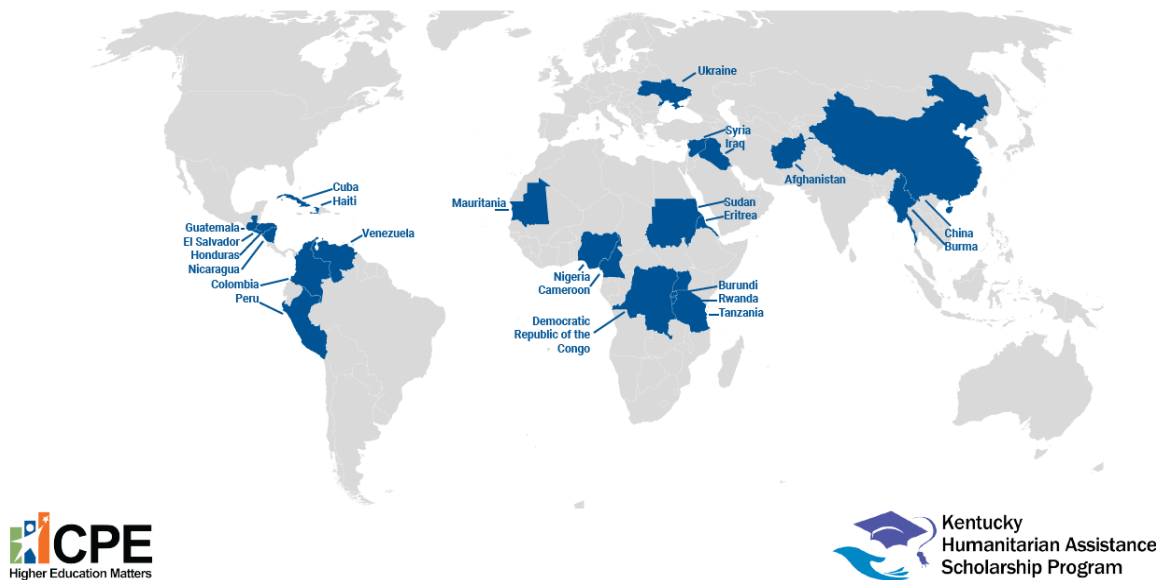 Ukraine
Syria
Iraq
Afghanistan
Cuba
Haiti
Mauritania
Sudan
Eritrea
Guatemala
El Salvador
Honduras
Nicaragua
Venezuela
China
Burma
Colombia
Peru
Nigeria
Cameroon
Burundi
Rwanda
Tanzania
Democratic
Republic of the
Congo
CPE
Higher Education Matters
Kentucky
Humanitarian Assistance
Scholarship Program